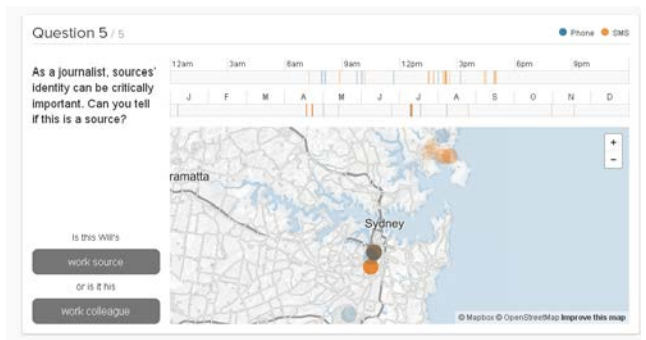 Question 5 / 5
Phone SMS
As a journalist, sources'
identity can be critically
important. Can you tell
if this is a source?
12am 3am 6am 9am 12pm 3pm 6pm 9pm
J F M A M J J A S O N D
+
−
ramatta
Sydney
Is this Will's
work source
or is it his
work colleague
© Mapbox © OpenStreetMap Improve this map